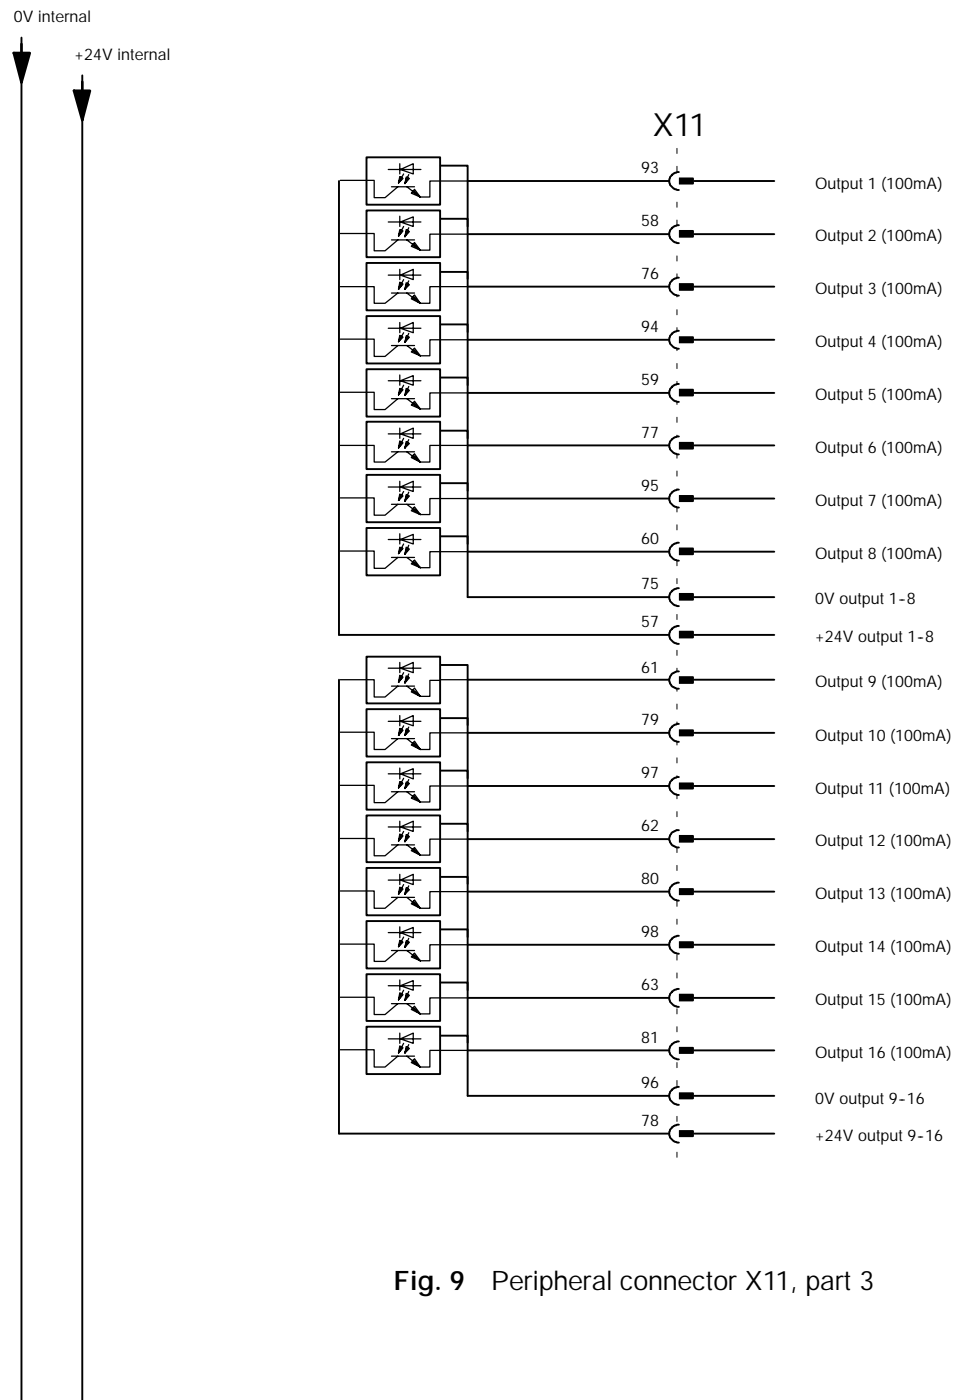 0V internal
+24V internal
X11
93 Output 1 (100mA)
58 Output 2 (100mA)
76 Output 3 (100mA)
94 Output 4 (100mA)
59 Output 5 (100mA)
77 Output 6 (100mA)
95 Output 7 (100mA)
60 Output 8 (100mA)
75 0V output 1-8
57 +24V output 1-8
61 Output 9 (100mA)
79 Output 10 (100mA)
97 Output 11 (100mA)
62 Output 12 (100mA)
80 Output 13 (100mA)
98 Output 14 (100mA)
63 Output 15 (100mA)
81 Output 16 (100mA)
96 0V output 9-16
78 +24V output 9-16
Fig. 9 Peripheral connector X11, part 3